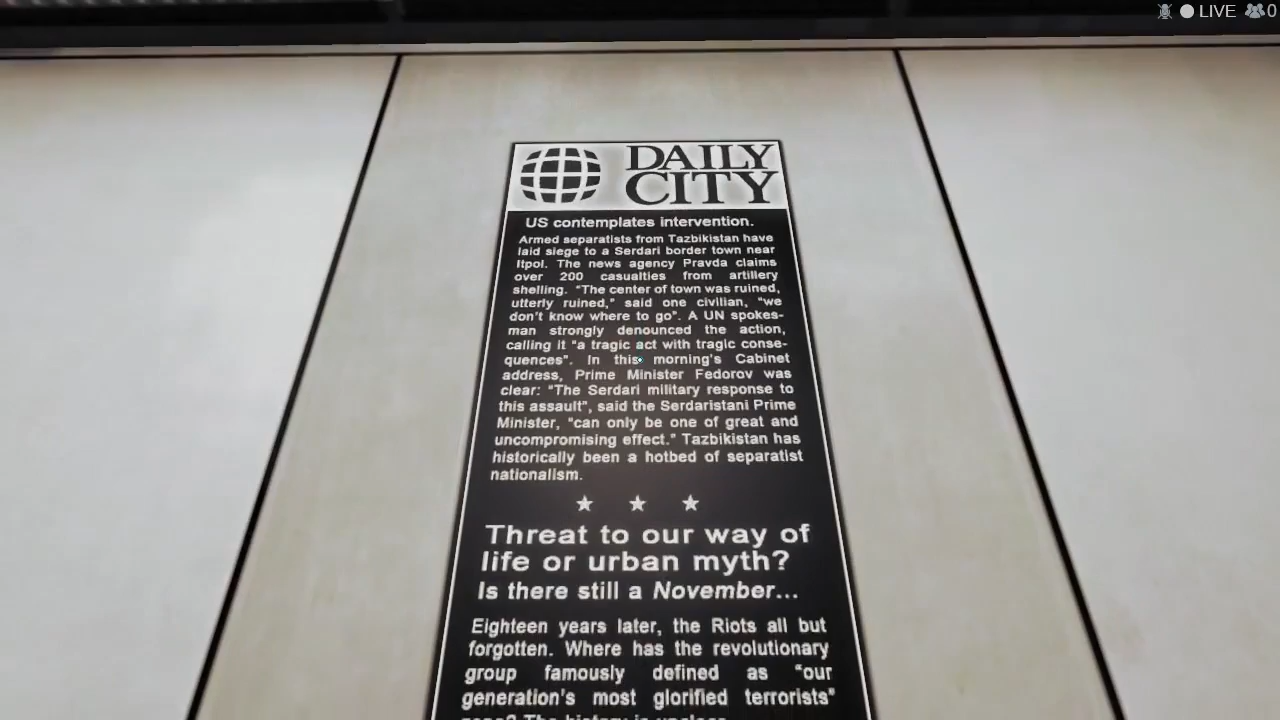 LIVE 0
DAILY
CITY
US contemplates intervention.
Armed separatists from Tazbikistan have
laid siege to a Serdari border town near
Itpol. The news agency Pravda claims
over 200 casualties from artillery
shelling. "The center of town was ruined,
utterly ruined," said one civilian, "we
don't know where to go". A UN spokes-
man strongly denounced the action,
calling it "a tragic act with tragic conse-
quences". In this morning's Cabinet
address, Prime Minister Fedorov was
clear: "The Serdari military response to
this assault", said the Serdaristani Prime
Minister, "can only be one of great and
uncompromising effect." Tazbikistan has
historically been a hotbed of separatist
nationalism.
Threat to our way of
life or urban myth?
Is there still a November...
Eighteen years later, the Riots all but
forgotten. Where has the revolutionary
group famously defined as "our
generation's most glorified terrorists"